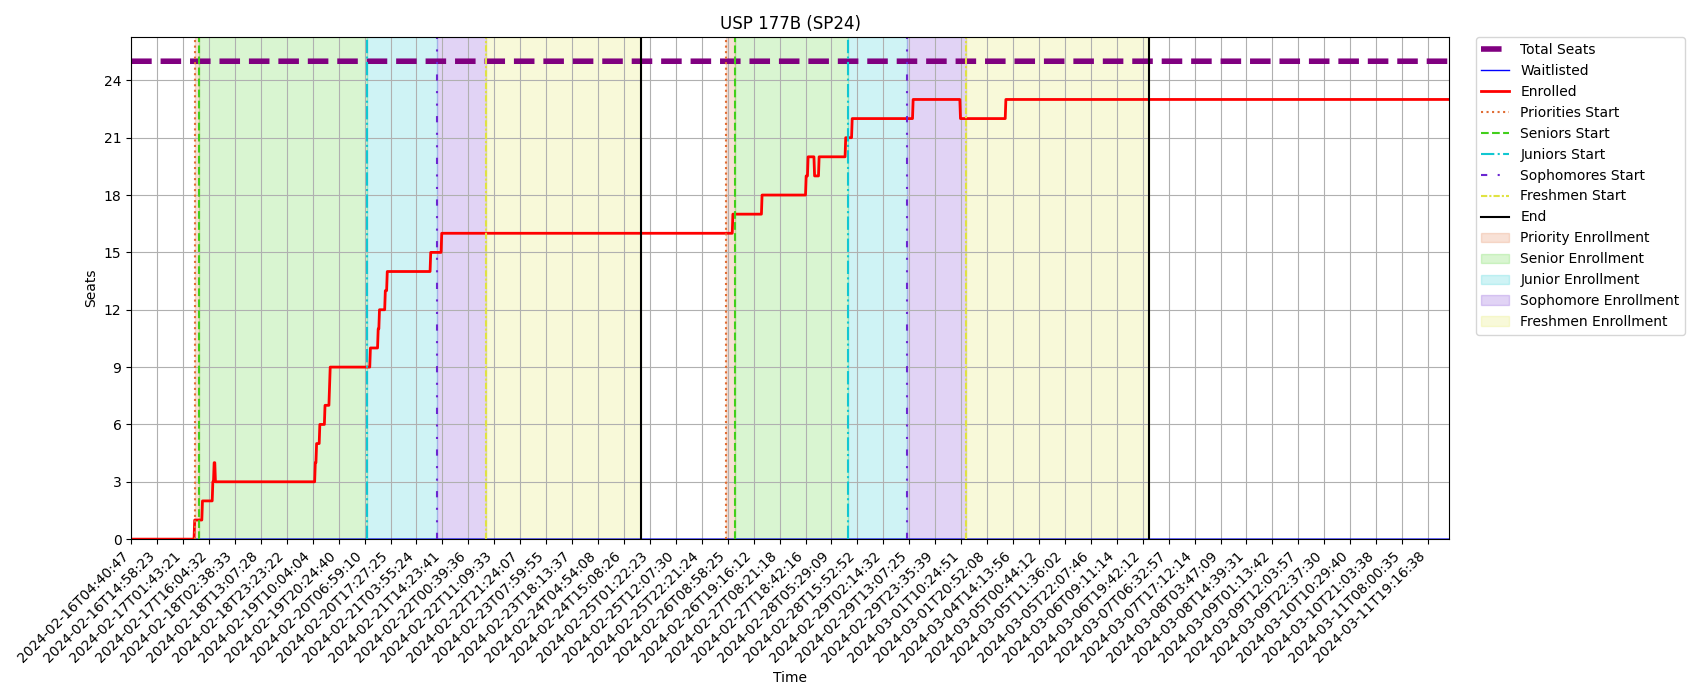 USP 177B (SP24)
Seats
24
21
18
15
12
9
6
3
0
2024-02-16T04:40:47
2024-02-16T14:58:23
2024-02-17T01:43:21
2024-02-17T16:04:32
2024-02-18T02:38:33
2024-02-18T13:07:28
2024-02-18T23:23:22
2024-02-19T10:04:04
2024-02-19T20:24:40
2024-02-20T06:59:10
2024-02-20T17:27:25
2024-02-21T03:55:24
2024-02-21T14:23:41
2024-02-22T00:39:36
2024-02-22T11:09:33
2024-02-22T21:24:07
2024-02-23T07:59:55
2024-02-23T18:13:37
2024-02-24T04:54:08
2024-02-24T15:08:26
2024-02-25T01:22:23
2024-02-25T12:07:30
2024-02-25T22:21:24
2024-02-26T08:58:25
2024-02-26T19:16:12
2024-02-27T08:21:18
2024-02-27T18:42:16
2024-02-28T05:29:09
2024-02-28T15:52:52
2024-02-29T02:14:32
2024-02-29T13:07:25
2024-02-29T23:35:39
2024-03-01T10:24:51
2024-03-01T20:52:08
2024-03-04T14:13:56
2024-03-05T00:44:12
2024-03-05T11:36:02
2024-03-05T22:07:46
2024-03-06T09:11:14
2024-03-06T19:42:12
2024-03-07T06:32:57
2024-03-07T17:12:14
2024-03-08T03:47:09
2024-03-08T14:39:31
2024-03-09T01:13:42
2024-03-09T12:03:57
2024-03-09T22:37:30
2024-03-10T10:29:40
2024-03-10T21:03:38
2024-03-11T08:00:35
2024-03-11T19:16:38
Time
Total Seats
Waitlisted
Enrolled
Priorities Start
Seniors Start
Juniors Start
Sophomores Start
Freshmen Start
End
Priority Enrollment
Senior Enrollment
Junior Enrollment
Sophomore Enrollment
Freshmen Enrollment